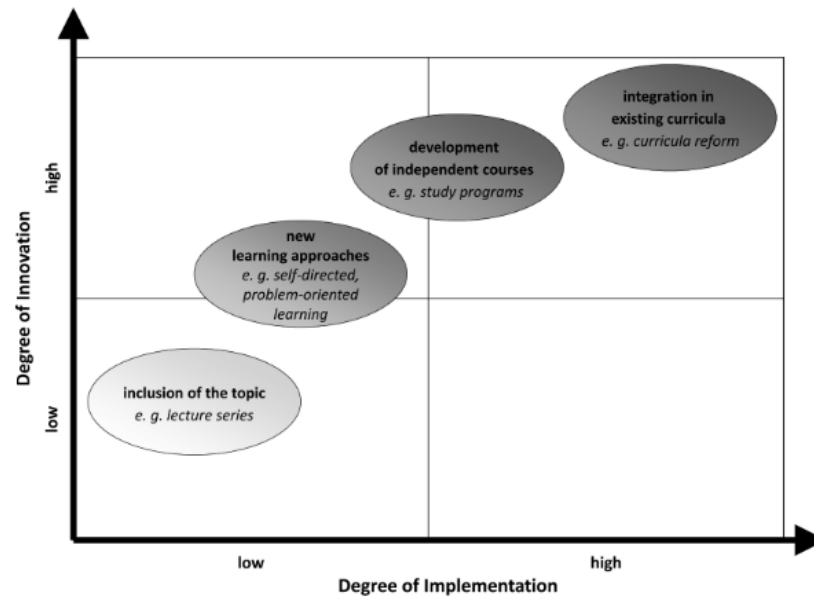 integration in
existing curricula
e. g. curricula reform
development
of independent courses
e. g. study programs
new
learning approaches
e. g. self-directed,
problem-oriented
learning
inclusion of the topic
e. g. lecture series
high
low
Degree of Innovation
low
high
Degree of Implementation